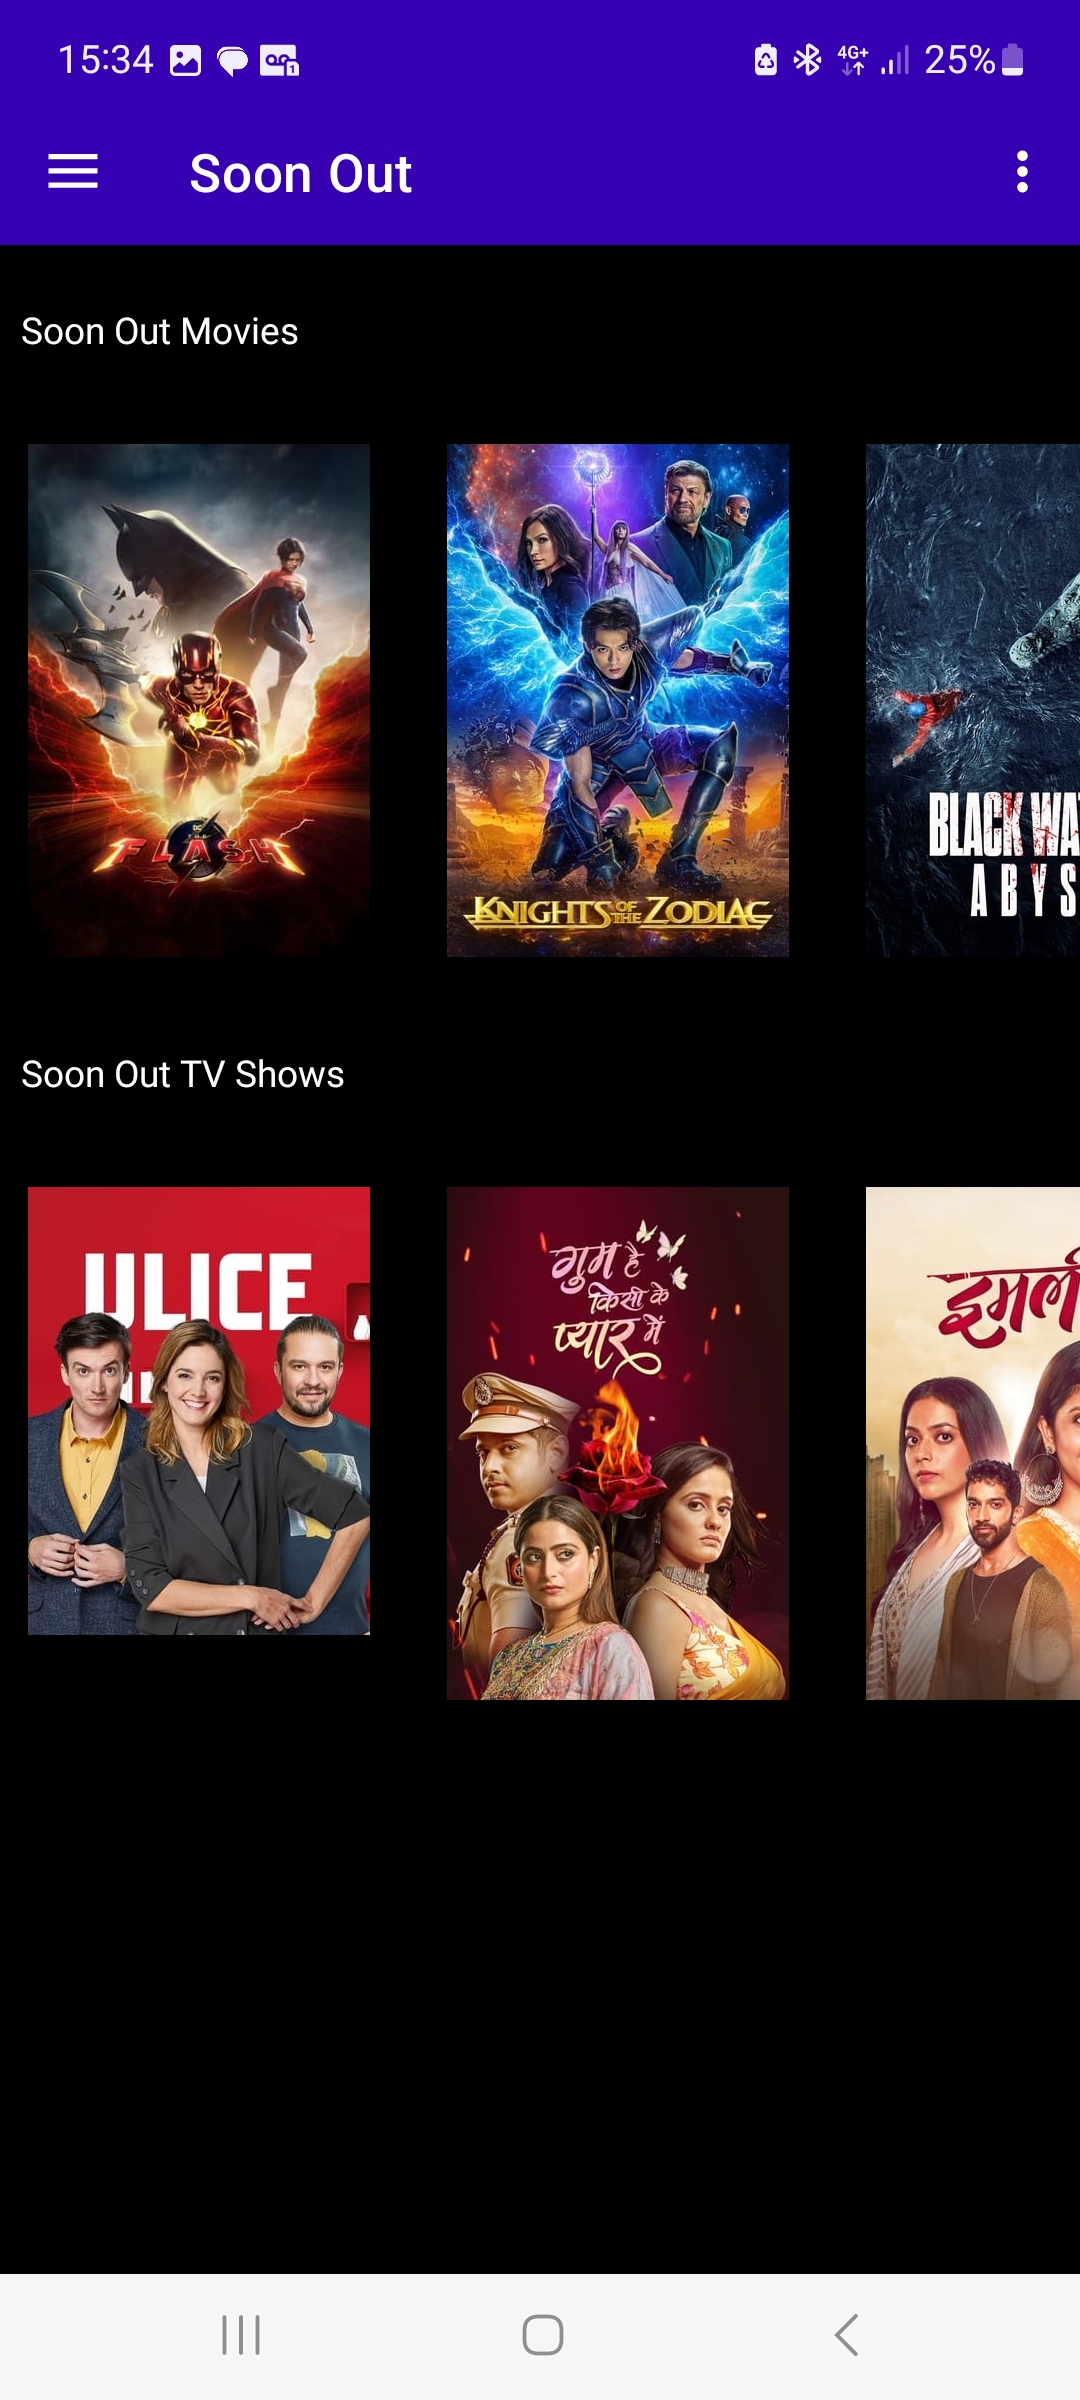 15:34
4G+
25%
Soon Out
Soon Out Movies
DC
THE
FLASH
KNIGHTS OF THE ZODIAC
BLACK WA
ABYS
Soon Out TV Shows
ULICE
गुम है
किसी के
प्यार में
इमली